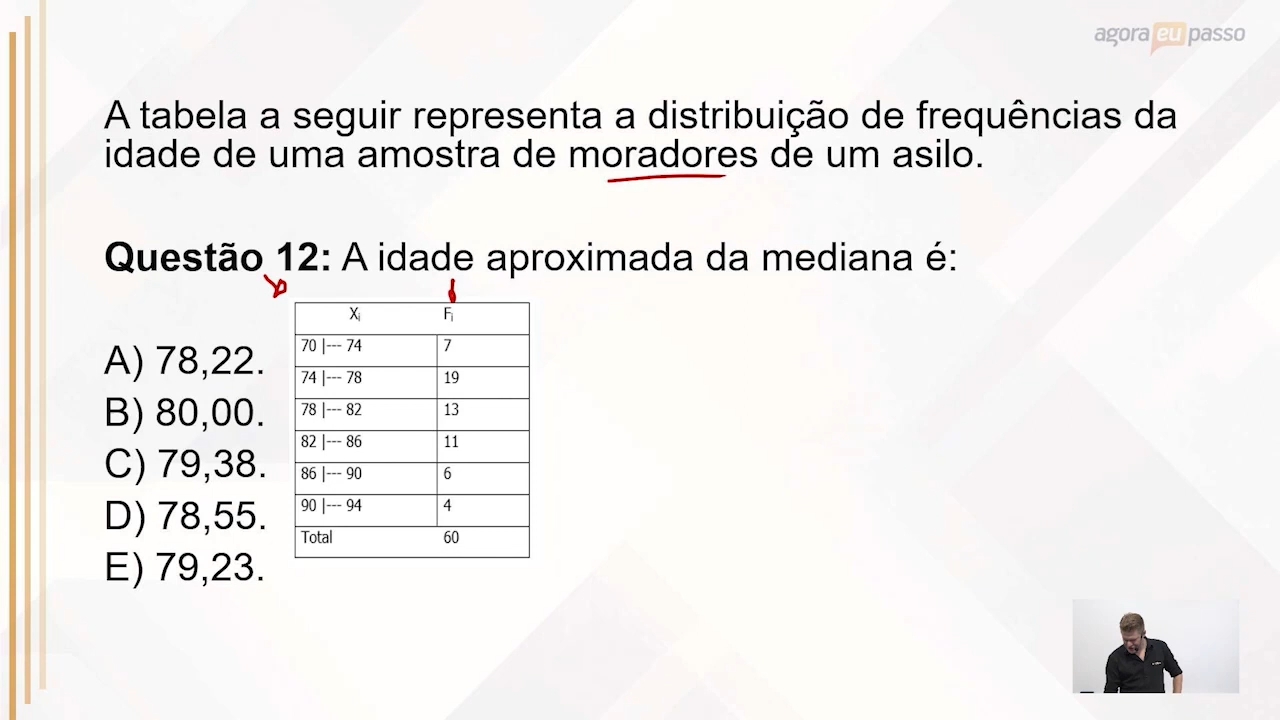 agora eu passo
A tabela a seguir representa a distribuição de frequências da
idade de uma amostra de moradores de um asilo.
Questão 12: A idade aproximada da mediana é:
A) 78,22.
B) 80,00.
C) 79,38.
D) 78,55.
E) 79,23.
Xi Fi
70 |--- 74 7
74 |--- 78 19
78 |--- 82 13
82 |--- 86 11
86 |--- 90 6
90 |--- 94 4
Total 60